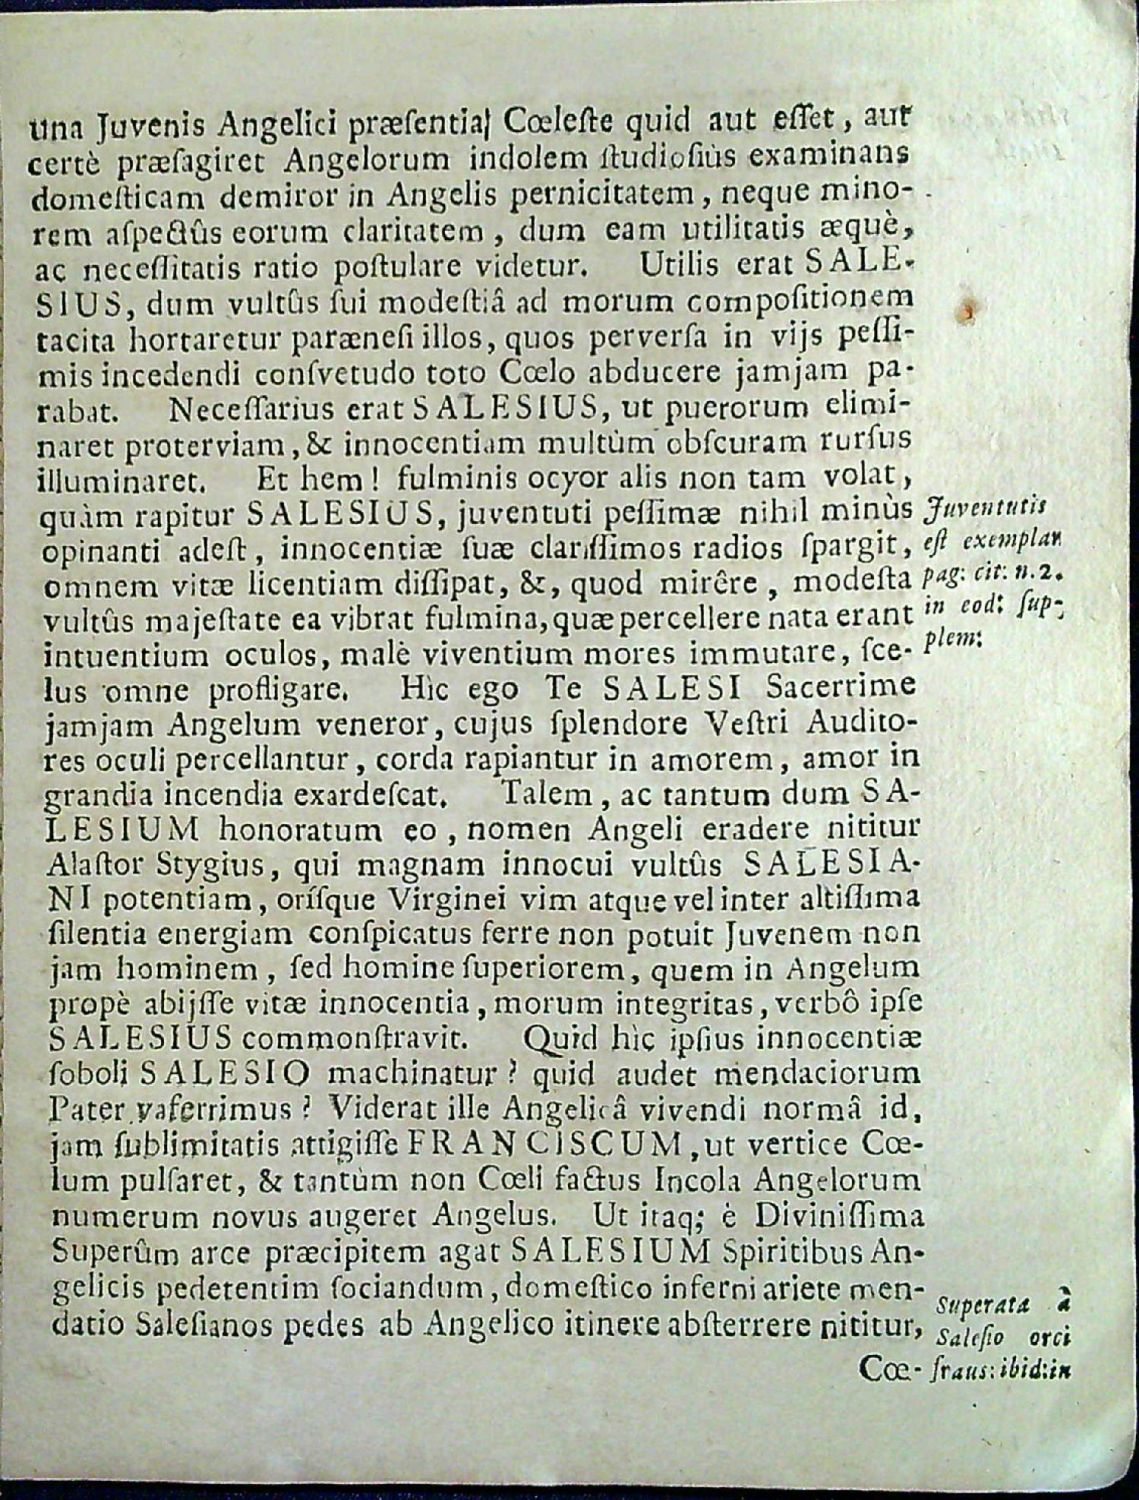 una Juvenis Angelici præſentia, Cœleſte quid aut eſſet, aut
certè præſagiret Angelorum indolem ſtudioſiùs examinans
domeſticam demiror in Angelis pernicitatem, neque mino-
rem aſpectûs eorum claritatem, dum eam utilitatis æquè,
ac neceſſitatis ratio poſtulare videtur. Utilis erat SALE-
SIUS, dum vultûs ſui modeſtiâ ad morum compoſitionem
tacita hortaretur parænеſi illos, quos perverſa in vijs peſſi-
mis incedendi conſvetudo toto Cœlo abducere jamjam pa-
rabat. Neceſſarius erat SALESIUS, ut puerorum elimi-
naret proterviam, & innocentiam multùm obſcuram rurſus
illuminaret. Et hem! fulminis ocyor alis non tam volat,
quàm rapitur SALESIUS, juventuti peſſimæ nihil minùs
opinanti adeſt, innocentiæ ſuæ clariſſimos radios ſpargit,
omnem vitæ licentiam diſſipat, &, quod mirêre, modeſta
vultûs majeſtate ea vibrat fulmina, quæ percellere nata erant
intuentium oculos, malè viventium mores immutare, ſce-
lus omne profligare. Hìc ego Te SALESI Sacerrime
jamjam Angelum veneror, cujus ſplendore Veſtri Audito-
res oculi percellantur, corda rapiantur in amorem, amor in
grandia incendia exardeſcat. Talem, ac tantum dum SA-
LESIUM honoratum eo, nomen Angeli eradere nititur
Alaſtor Stygius, qui magnam innocui vultûs SALESIA-
NI potentiam, oríſque Virginei vim atque vel inter altiſſima
ſilentia energiam conſpicatus ferre non potuit Juvenem non
jam hominem, ſed homine ſuperiorem, quem in Angelum
propè abijſſe vitæ innocentia, morum integritas, verbô ipſe
SALESIUS commonſtravit. Quid hìc ipſius innocentiæ
ſoboli SALESIO machinatur? quid audet mendaciorum
Pater vaferrimus? Viderat ille Angelicâ vivendi normâ id,
jam ſublimitatis attigiſſe FRANCISCUM, ut vertice Cœ-
lum pulſaret, & tantùm non Cœli factus Incola Angelorum
numerum novus augeret Angelus. Ut itaq; è Diviniſſima
Superûm arce præcipitem agat SALESIUM Spiritibus An-
gelicis pedetentim ſociandum, domeſtico inferni ariete men-
datio Saleſianos pedes ab Angelico itinere abſterrere nititur,
Cœ-
Juventutis
eſt exemplar
pag: cit: n. 2.
in eod: ſup-
plem:
Superata à
Saleſio orci
fraus: ibid: in